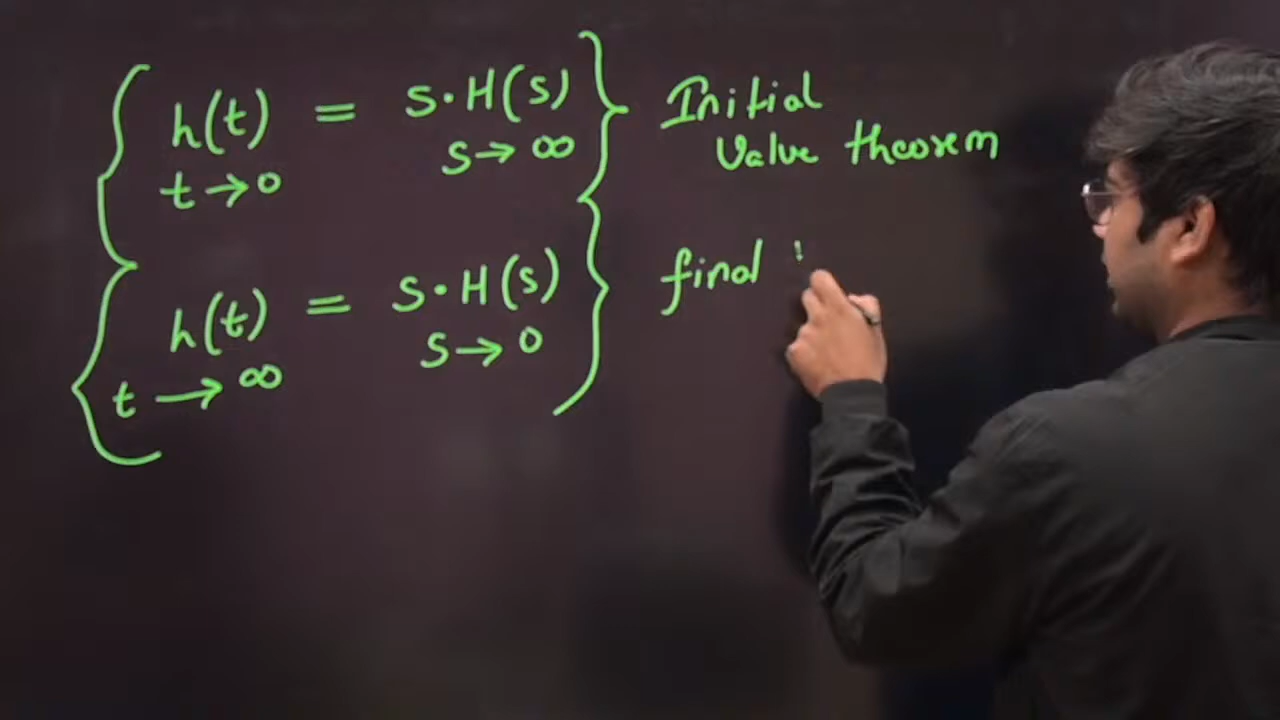 h(t) = s·H(s)
t→0 s→∞
Initial
Value theorem
h(t) = s·H(s)
t→∞ s→0
final